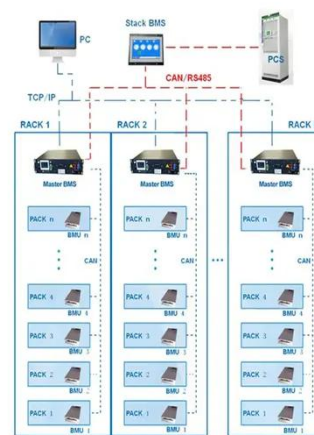 PC
Stack BMS
PCS
CAN/RS485
TCP/IP
RACK 1
RACK 2
RACK
Master BMS
Master BMS
Master BMS
PACK n
BMU n
PACK n
BMU n
PACK n
BMU n
CAN
CAN
CAN
PACK 4
BMU 4
PACK 4
BMU 4
PACK 4
BMU 4
PACK 3
BMU 3
PACK 3
BMU 3
PACK 3
BMU 3
PACK 2
BMU 2
PACK 2
BMU 2
PACK 2
BMU 2
PACK 1
BMU 1
PACK 1
BMU 1
PACK 1
BMU 1